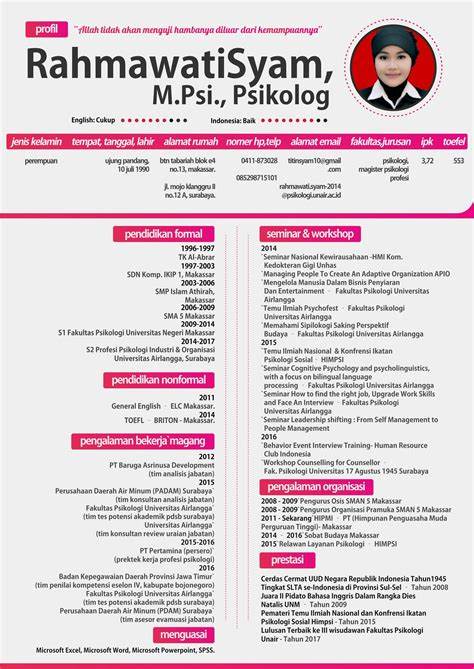 profil
“Allah tidak akan menguji hambanya diluar dari kemampuannya”
RahmawatiSyam,
M.Psi., Psikolog
English: Cukup
Indonesia: Baik
jenis kelamin
tempat, tanggal, lahir
alamat rumah
nomer hp,telp
alamat email
fakultas,jurusan
ipk
toefel
perempuan
ujung pandang,
10 juli 1990
btn tabariah blok e4
no.13, makassar.
jl. mojo klanggru II
no.12 A, surabaya.
0411-873028
085298715101
titinsyam10@gmail
.com
rahmawati.syam-2014
@psikologi.unair.ac.id
psikologi,
magister psikologi
profesi
3,72
553
pendidikan formal
1996-1997
TK Al-Abrar
1997-2003
SDN Komp. IKIP 1, Makassar
2003-2006
SMP Islam Athirah,
Makassar
2006-2009
SMA 5 Makassar
2009-2014
S1 Fakultas Psikologi Universitas Negeri Makassar
2014-2017
S2 Profesi Psikologi Industri & Organisasi
Universitas Airlangga, Surabaya
pendidikan nonformal
2011
General English - ELC Makassar.
2014
TOEFL - BRITON - Makassar.
pengalaman bekerja`magang
2012
PT Baruga Asrinusa Development
(tim analisis jabatan)
2015
Perusahaan Daerah Air Minum (PADAM) Surabaya`
(tim konsultan analisis jabatan)
Fakultas Psikologi Universitas Airlangga`
(tim tes potensi akademik pdsb surabaya)
Universitas Airlangga`
(tim konsultan review uraian jabatan)
2015-2016
PT Pertamina (persero)`
(prektek kerja profesi psikologi)
2016
Badan Kepegawaian Daerah Provinsi Jawa Timur`
(tim penilai kompetensi eselon IV, kabupate bojonegoro)
Fakultas Psikologi Universitas Airlangga`
(tim tes potensi akademik pdsb surabaya)
Perusahaan Daerah Air Minum (PDAM) Surabaya`
(tim asesor evamuasi jabatan)
menguasai
Microsoft Excel, Microsoft Word, Microsoft Powerpoint, SPSS.
seminar & workshop
2014
`Seminar Nasional Kewirausahaan -HMI Kom.
Kedokteran Gigi Unhas
`Managing People To Create An Adaptive Organization APIO
`Mengelola Manusia Dalam Bisnis Penyiaran
Dan Entertainment - Fakultas Psikologi Universitas
Airlangga
`Temu Ilmiah Psychofest - Fakultas Psikologi
Universitas Airlangga
`Memahami Sipilokogi Saking Perspektif
Budaya - Fakultas Psikologi Universitas Airlangga
2015
`Temu Ilmiah Nasional & Konfrensi Ikatan
Psikologi Sosial - HIMPSI
`Seminar Cognitive Psychology and psycholinguistics,
with a focus on bilingual language
processing - Fakultas Psikologi Universitas Airlangga
`Seminar How to find the right job, Upgrade Work Skills
and Face An Interview - Fakultas Psikologi Universitas
Airlangga.
`Seminar Leadership shifting : From Self Management to
People Management
2016
`Behavior Event Interview Training- Human Resource
Club Indonesia
`Workshop Counselling for Counsellor -
Fak. Psikologi Universitas 17 Agustus 1945 Surabaya
pengalaman organisasi
2008 - 2009`Pengurus Osis SMAN 5 Makassar
2008 - 2009`Pengurus Organisasi Pramuka SMAN 5 Makassar
2011 - Sekarang`HIPMI - PT (Himpunan Pengusaha Muda
Perguruan Tinggi)- Makassar
2014 - 2016`Sobat Budaya Makassar
2015`Relawan Layanan Psikologi - HIMPSI
prestasi
Cerdas Cermat UUD Negara Republik Indonesia Tahun1945
Tingkat SLTA se-Indonesia di Provinsi Sul-Sel - Tahun 2008
Juara II Pidato Bahasa Inggris Dalam Rangka Dies
Natalis UNM - Tahun 2009
Pemateri Temu Ilmiah Nasional dan Konfrensi Ikatan
Psikologi Sosial Himpsi - Tahun 2015
Lulusan Terbaik ke III wisudawan Fakultas Psikologi
Unair - Tahun 2017